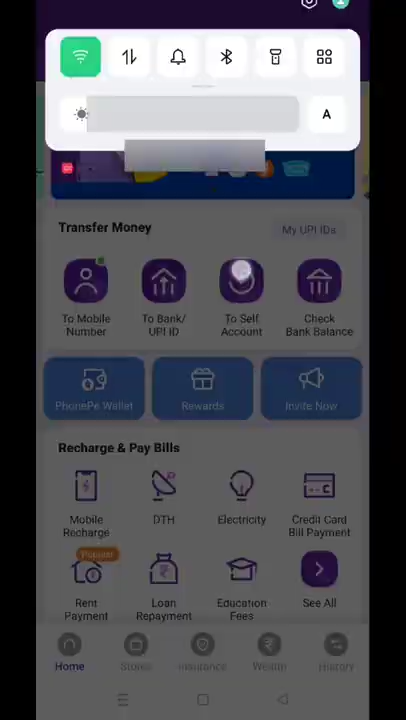 A
Transfer Money
My UPI IDs
To Mobile
Number
To Bank/
UPI ID
To Self
Account
Check
Bank Balance
PhonePe Wallet
Rewards
Invite Now
Recharge & Pay Bills
Mobile
Recharge
DTH
Electricity
Credit Card
Bill Payment
Popular
Rent
Payment
Loan
Repayment
Education
Fees
See All
Home
Stores
Insurance
Wealth
History